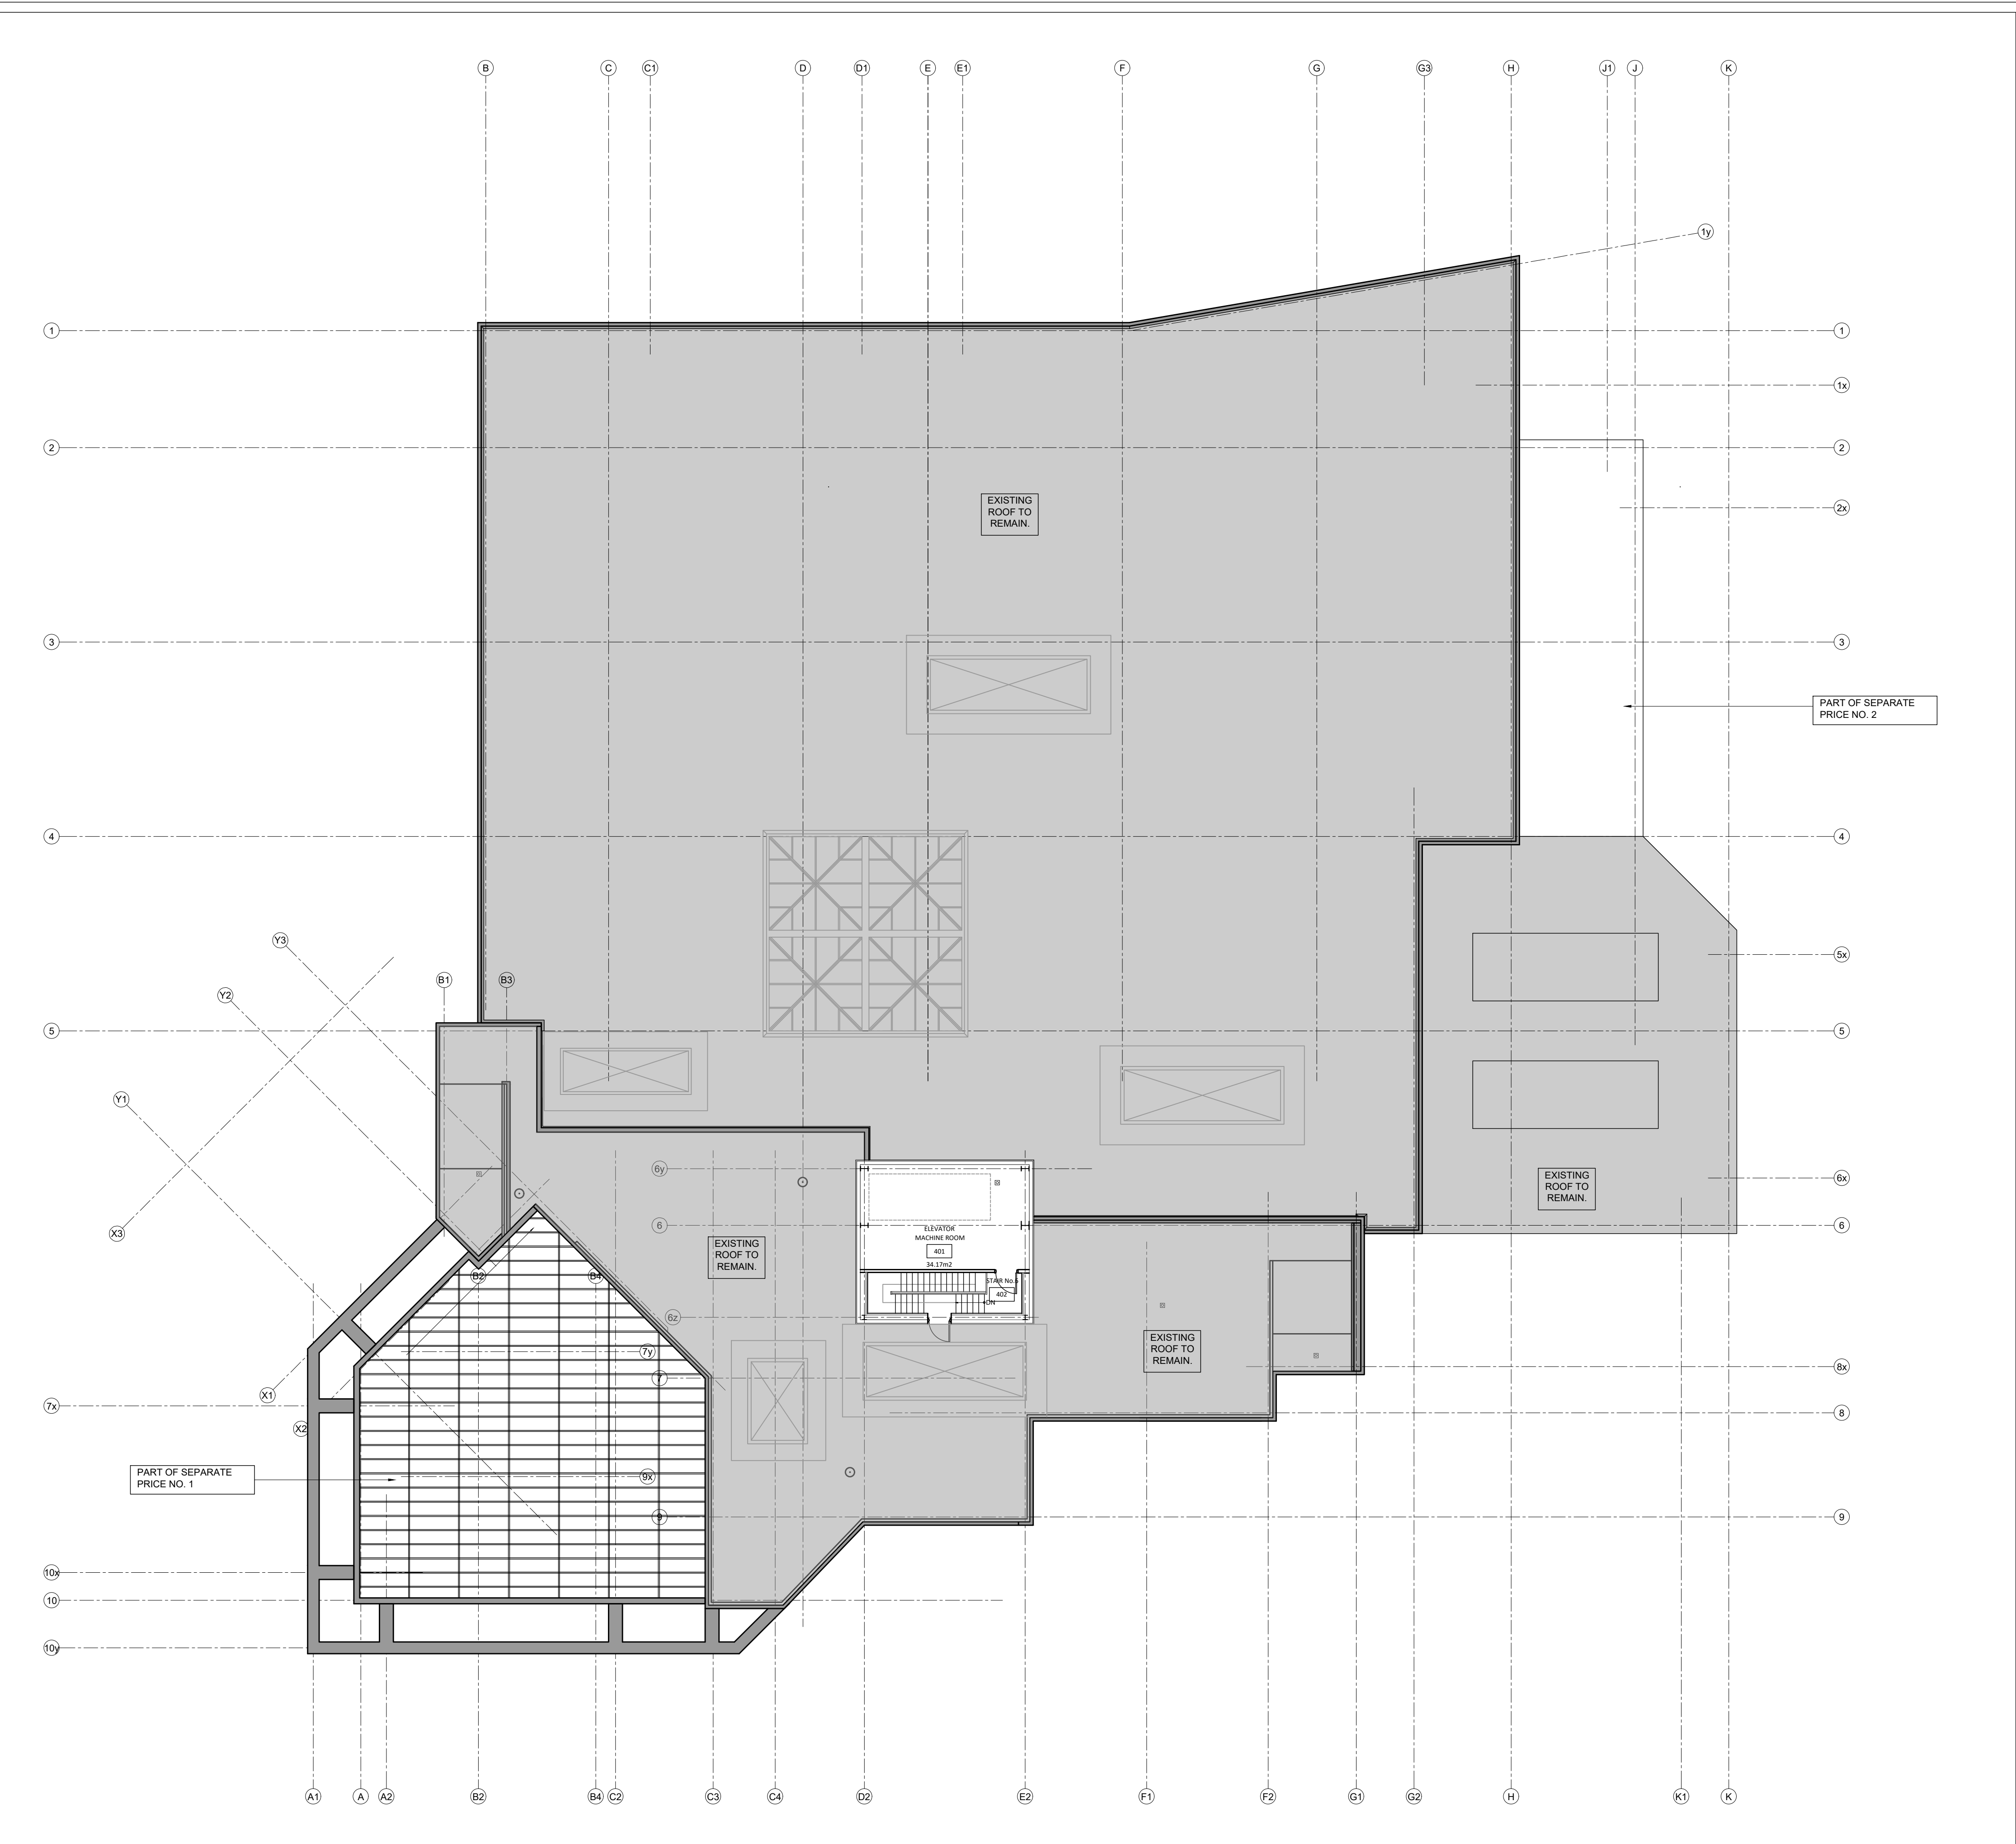 B C C1 D D1 E E1 F G G3 H J1 J K
1y
1 1
1x
2 2
EXISTING
ROOF TO
REMAIN.
2x
3 3
PART OF SEPARATE
PRICE NO. 2
4 4
Y3
5x
B1 B3
Y2
5 5
Y1
6y
EXISTING
ROOF TO
REMAIN.
6x
X3
6 6
ELEVATOR
MACHINE ROOM
401
34.17m2
EXISTING
ROOF TO
REMAIN.
B2 B4
STAIR No.6
402
DN
6z
EXISTING
ROOF TO
REMAIN.
7y
8x
7
X1
7x
8
X2
PART OF SEPARATE
PRICE NO. 1
9x
9 9
10x
10
10y
A1 A A2 B2 B4 C2 C3 C4 D2 E2 F1 F2 G1 G2 H K1 K